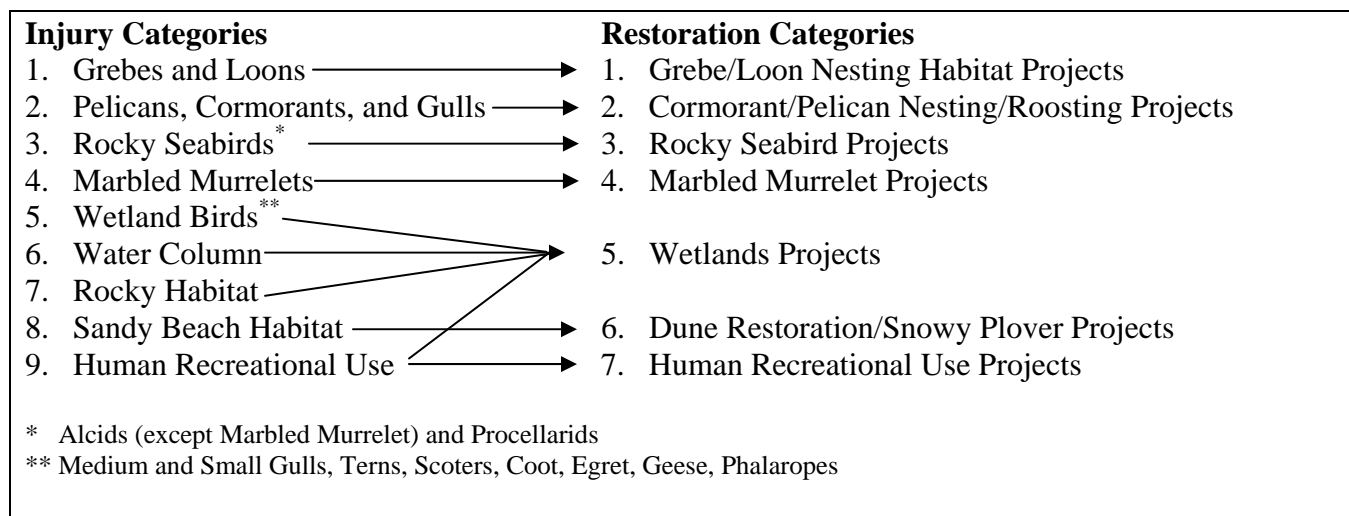 Injury Categories Restoration Categories
1. Grebes and Loons 1. Grebe/Loon Nesting Habitat Projects
2. Pelicans, Cormorants, and Gulls 2. Cormorant/Pelican Nesting/Roosting Projects
3. Rocky Seabirds* 3. Rocky Seabird Projects
4. Marbled Murrelets 4. Marbled Murrelet Projects
5. Wetland Birds**
6. Water Column 5. Wetlands Projects
7. Rocky Habitat
8. Sandy Beach Habitat 6. Dune Restoration/Snowy Plover Projects
9. Human Recreational Use 7. Human Recreational Use Projects
* Alcids (except Marbled Murrelet) and Procellarids
** Medium and Small Gulls, Terns, Scoters, Coot, Egret, Geese, Phalaropes